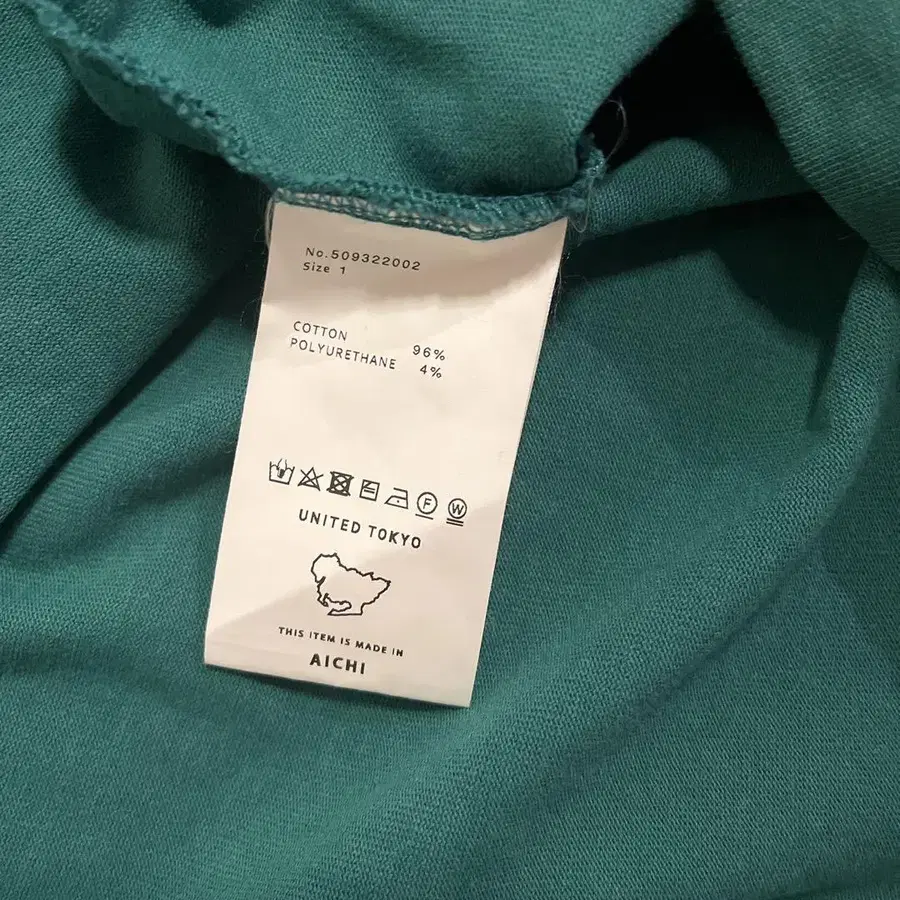 No.509322002
Size 1
COTTON 96%
POLYURETHANE 4%
F W
UNITED TOKYO
THIS ITEM IS MADE IN
AICHI